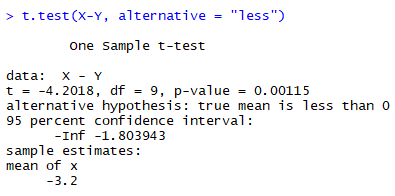 > t.test(X-Y, alternative = "less")
One Sample t-test
data:  X - Y
t = -4.2018, df = 9, p-value = 0.00115
alternative hypothesis: true mean is less than 0
95 percent confidence interval:
-Inf -1.803943
sample estimates:
mean of x
-3.2